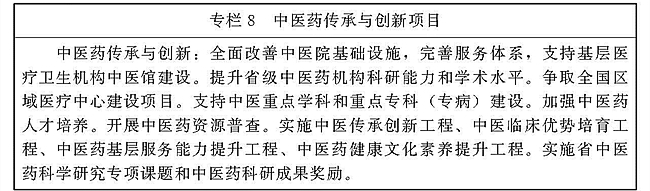 专栏 8 中医药传承与创新项目
中医药传承与创新：全面改善中医院基础设施，完善服务体系，支持基层医
疗卫生机构中医馆建设。提升省级中医药机构科研能力和学术水平。争取全国区
域医疗中心建设项目。支持中医重点学科和重点专科（专病）建设。加强中医药
人才培养。开展中医药资源普查。实施中医传承创新工程、中医临床优势培育工
程、中医药基层服务能力提升工程、中医药健康文化素养提升工程。实施省中医
药科学研究专项课题和中医药科研成果奖励。